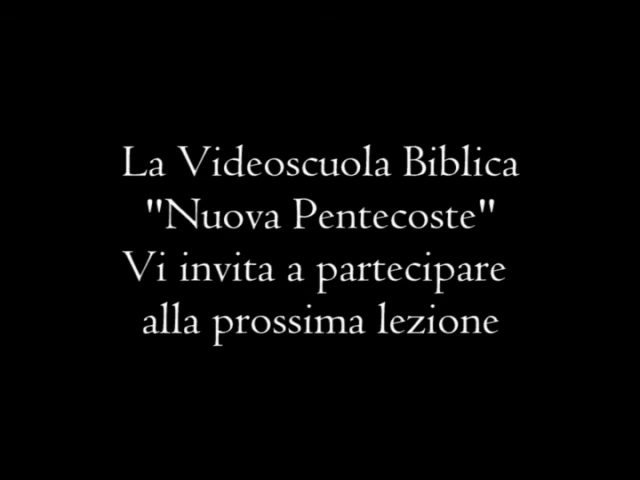 La Videoscuola Biblica
"Nuova Pentecoste"
Vi invita a partecipare
alla prossima lezione